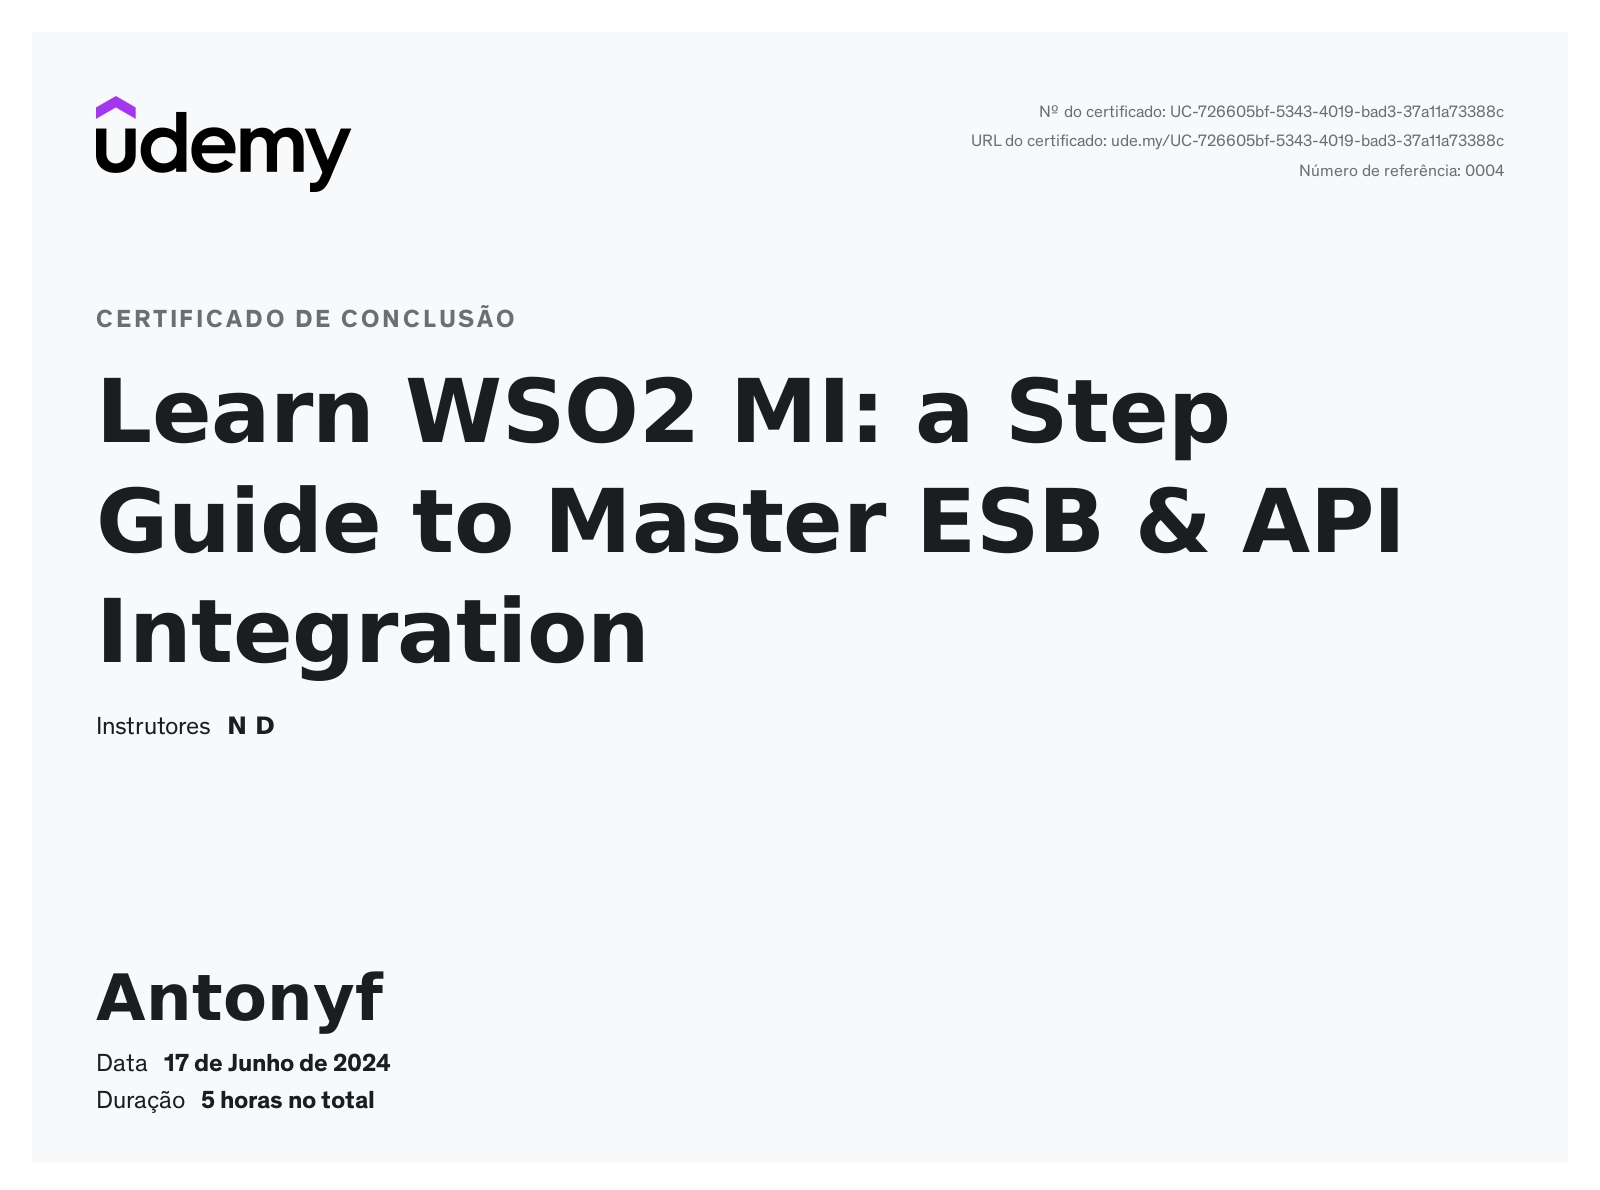 udemy
Nº do certificado: UC-726605bf-5343-4019-bad3-37a11a73388c
URL do certificado: ude.my/UC-726605bf-5343-4019-bad3-37a11a73388c
Número de referência: 0004
CERTIFICADO DE CONCLUSÃO
Learn WSO2 MI: a Step
Guide to Master ESB & API
Integration
Instrutores N D
Antonyf
Data 17 de Junho de 2024
Duração 5 horas no total